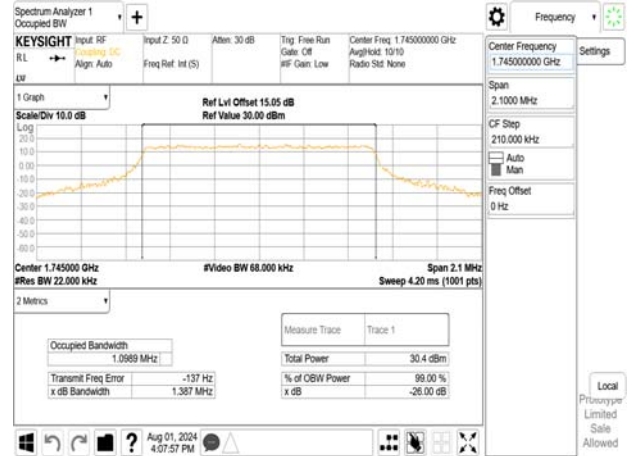 Spectrum Analyzer 1
Occupied BW
KEYSIGHT
RL
Input: RF
Coupling: DC
Align: Auto
Input Z: 50 Ω
Freq Ref: Int (S)
Atten: 30 dB
Trig: Free Run
Gate: Off
#IF Gain: Low
Center Freq: 1.745000000 GHz
Avg|Hold: 10/10
Radio Std: None
1 Graph
Scale/Div 10.0 dB
Ref Lvl Offset 15.05 dB
Ref Value 30.00 dBm
Log
20.0
10.0
0.00
-10.0
-20.0
-30.0
-40.0
-50.0
-60.0
Center 1.745000 GHz
#Video BW 68.000 kHz
Span 2.1 MHz
#Res BW 22.000 kHz
Sweep 4.20 ms (1001 pts)
2 Metrics
Measure Trace
Trace 1
Occupied Bandwidth
1.0989 MHz
Total Power
30.4 dBm
Transmit Freq Error
-137 Hz
% of OBW Power
99.00 %
x dB Bandwidth
1.387 MHz
x dB
-26.00 dB
Aug 01, 2024
4:07:57 PM
Frequency
Settings
Center Frequency
1.745000000 GHz
Span
2.1000 MHz
CF Step
210.000 kHz
Auto
Man
Freq Offset
0 Hz
Local
Prototype
Limited
Sale
Allowed